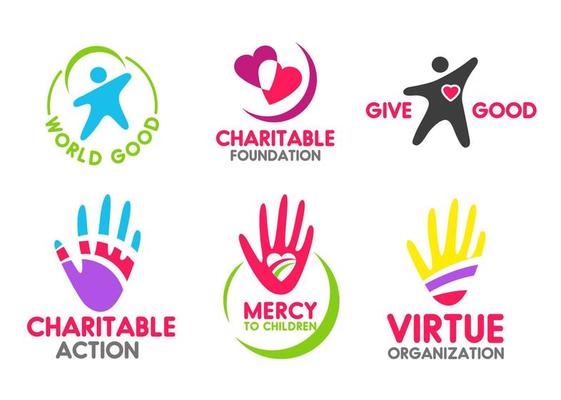 WORLD GOOD
CHARITABLE
FOUNDATION
GIVE GOOD
CHARITABLE
ACTION
MERCY
TO CHILDREN
VIRTUE
ORGANIZATION